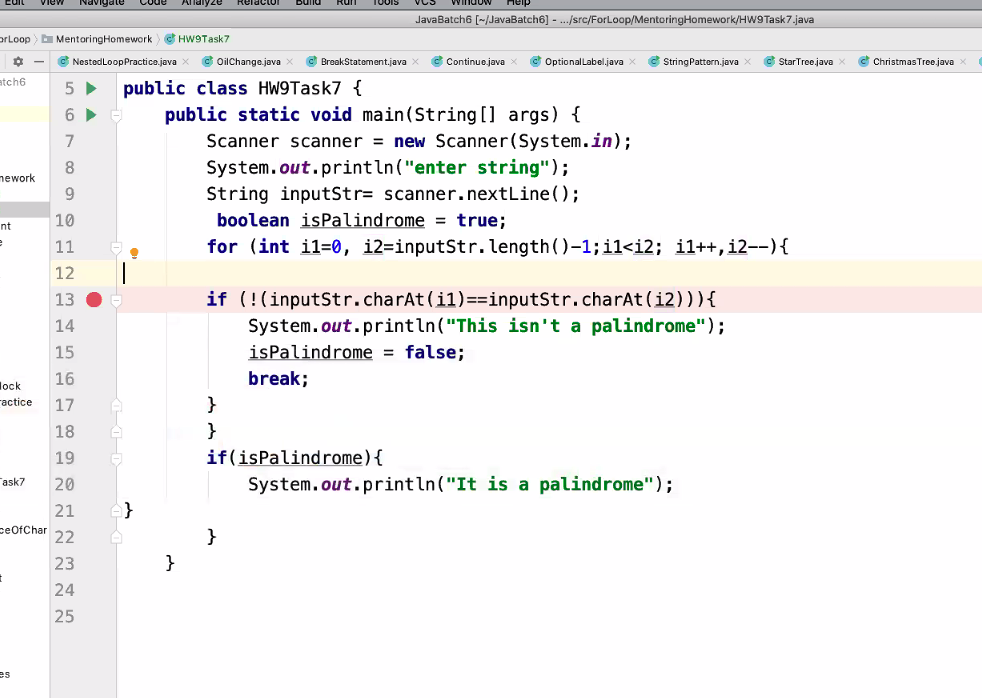 Edit View Navigate Code Analyze Refactor Build Run Tools VCS Window Help
JavaBatch6 [~/JavaBatch6] - .../src/ForLoop/MentoringHomework/HW9Task7.java
orLoop MentoringHomework HW9Task7
NestedLoopPractice.java OilChange.java BreakStatement.java Continue.java OptionalLabel.java StringPattern.java StarTree.java ChristmasTree.java
atch6
nework
nt
e
lock
ractice
Task7
ceOfChar
t
es
5 public class HW9Task7 {
6 public static void main(String[] args) {
7 Scanner scanner = new Scanner(System.in);
8 System.out.println("enter string");
9 String inputStr= scanner.nextLine();
10 boolean isPalindrome = true;
11 for (int i1=0, i2=inputStr.length()-1;i1<i2; i1++,i2--){
12
13 if (!(inputStr.charAt(i1)==inputStr.charAt(i2))){
14 System.out.println("This isn't a palindrome");
15 isPalindrome = false;
16 break;
17 }
18 }
19 if(isPalindrome){
20 System.out.println("It is a palindrome");
21 }
22 }
23 }
24
25